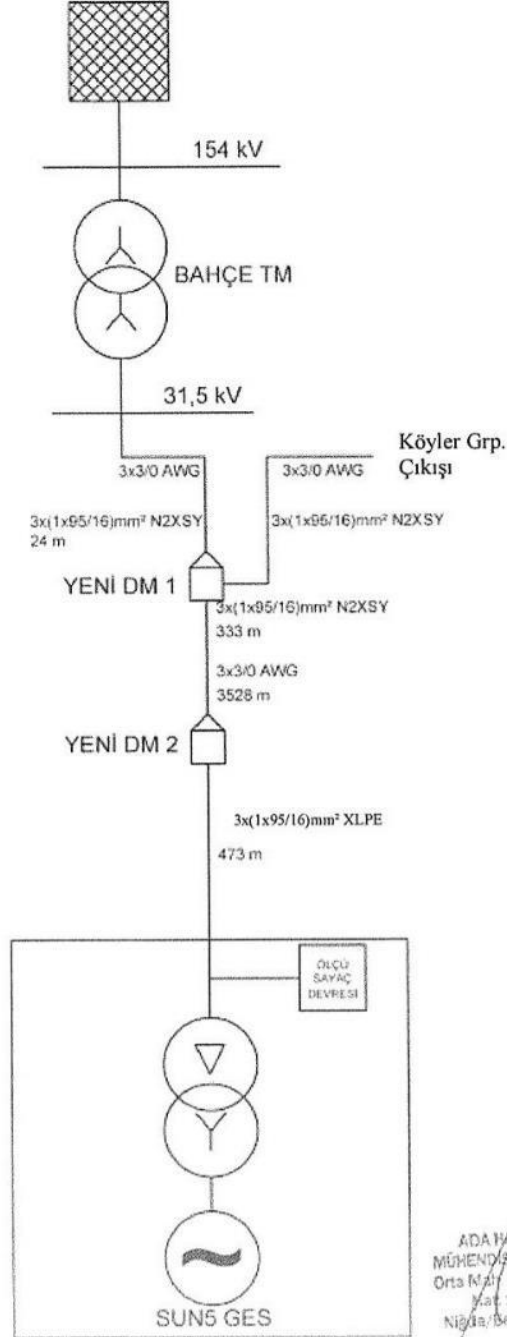 154 kV
BAHÇE TM
31,5 kV
Köyler Grp.
Çıkışı
3x3/0 AWG
3x3/0 AWG
3x(1x95/16)mm² N2XSY
24 m
3x(1x95/16)mm² N2XSY
YENİ DM 1
3x(1x95/16)mm² N2XSY
333 m
3x3/0 AWG
3528 m
YENİ DM 2
3x(1x95/16)mm² XLPE
473 m
ÖLÇÜ
SAYAÇ
DEVRESİ
SUN5 GES
ADA
Orta